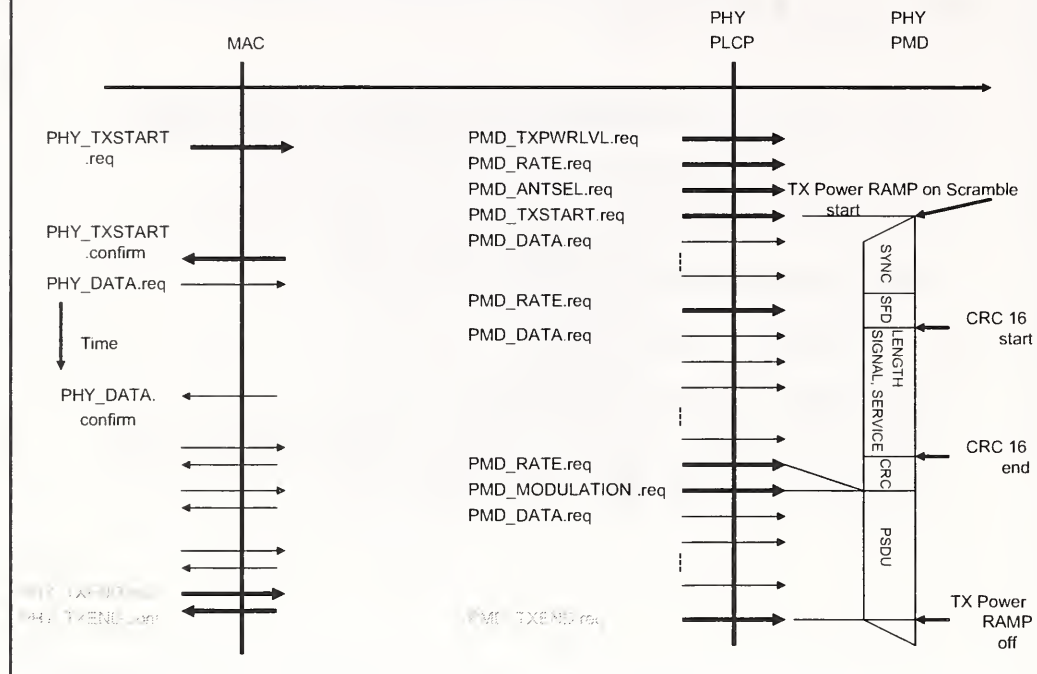 MAC
PHY
PLCP
PHY
PMD
PHY_TXSTART
.req
PHY_TXSTART
.confirm
PHY_DATA.req
Time
PHY_DATA.
confirm
PMD_TXPWRLVL.req
PMD_RATE.req
PMD_ANTSEL.req
PMD_TXSTART.req
PMD_DATA.req
PMD_RATE.req
PMD_DATA.req
PMD_RATE.req
PMD_MODULATION .req
PMD_DATA.req
PMD_TXEND.req
TX Power RAMP on Scramble
start
SYNC
SFD
LENGTH
SIGNAL, SERVICE
CRC
PSDU
CRC 16
start
CRC 16
end
TX Power
RAMP
off